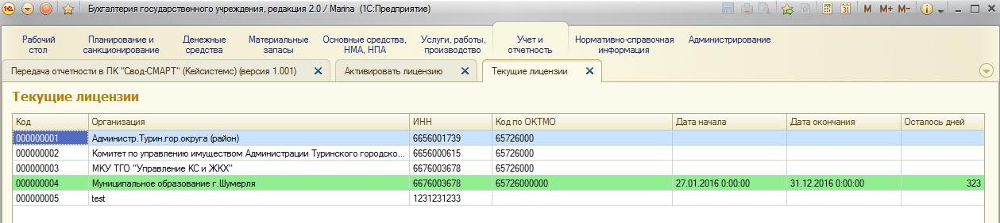 Бухгалтерия государственного учреждения, редакция 2.0 / Marina (1С:Предприятие)
M M+ M-
Рабочий стол
Планирование и санкционирование
Денежные средства
Материальные запасы
Основные средства, НМА, НПА
Услуги, работы, производство
Учет и отчетность
Нормативно-справочная информация
Администрирование
Передача отчетности в ПК "Свод-СМАРТ" (Кейсистемс) (версия 1.001)
Активировать лицензию
Текущие лицензии
Текущие лицензии
Код Организация ИНН Код по ОКТМО Дата начала Дата окончания Осталось дней
000000001 Администр.Турин.гор.округа (район) 6656001739 65726000
000000002 Комитет по управлению имуществом Администрации Туринского городско... 6656000615 65726000
000000003 МКУ ТГО "Управление КС и ЖКХ" 6676003678 65726000
000000004 Муниципальное образование г.Шумерля 6676003678 65726000000 27.01.2016 0:00:00 31.12.2016 0:00:00 323
000000005 test 1231231233